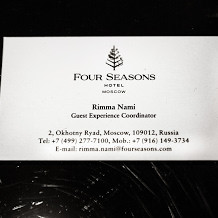 FOUR SEASONS
HOTEL
MOSCOW
Rimma Nami
Guest Experience Coordinator
2, Okhotny Ryad, Moscow, 109012, Russia
Tel: +7 (499) 277-7100, Mob.: +7 (916) 149-3734
E-mail: rimma.nami@fourseasons.com